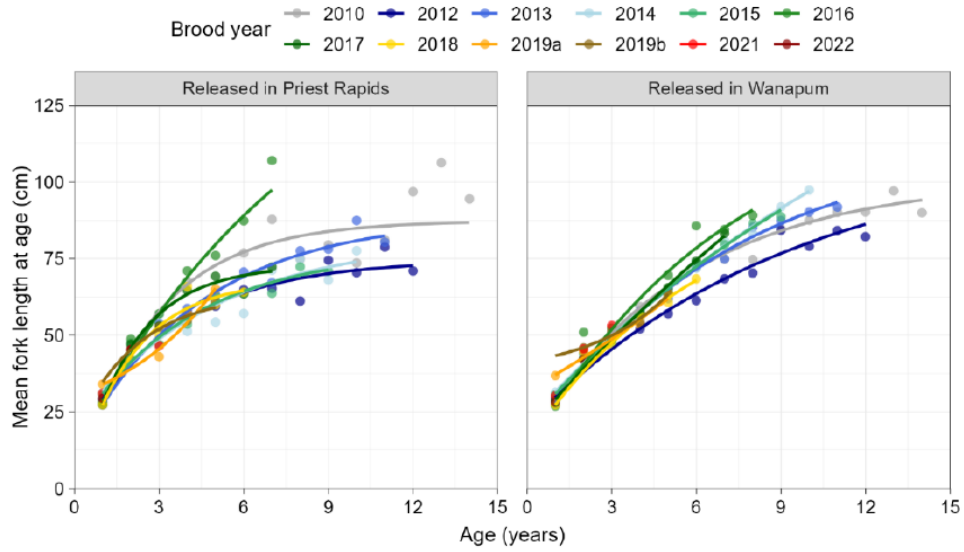 Brood year
2010 2012 2013 2014 2015 2016
2017 2018 2019a 2019b 2021 2022
Released in Priest Rapids
Released in Wanapum
Mean fork length at age (cm)
125
100
75
50
25
0
0 3 6 9 12 15
0 3 6 9 12 15
Age (years)